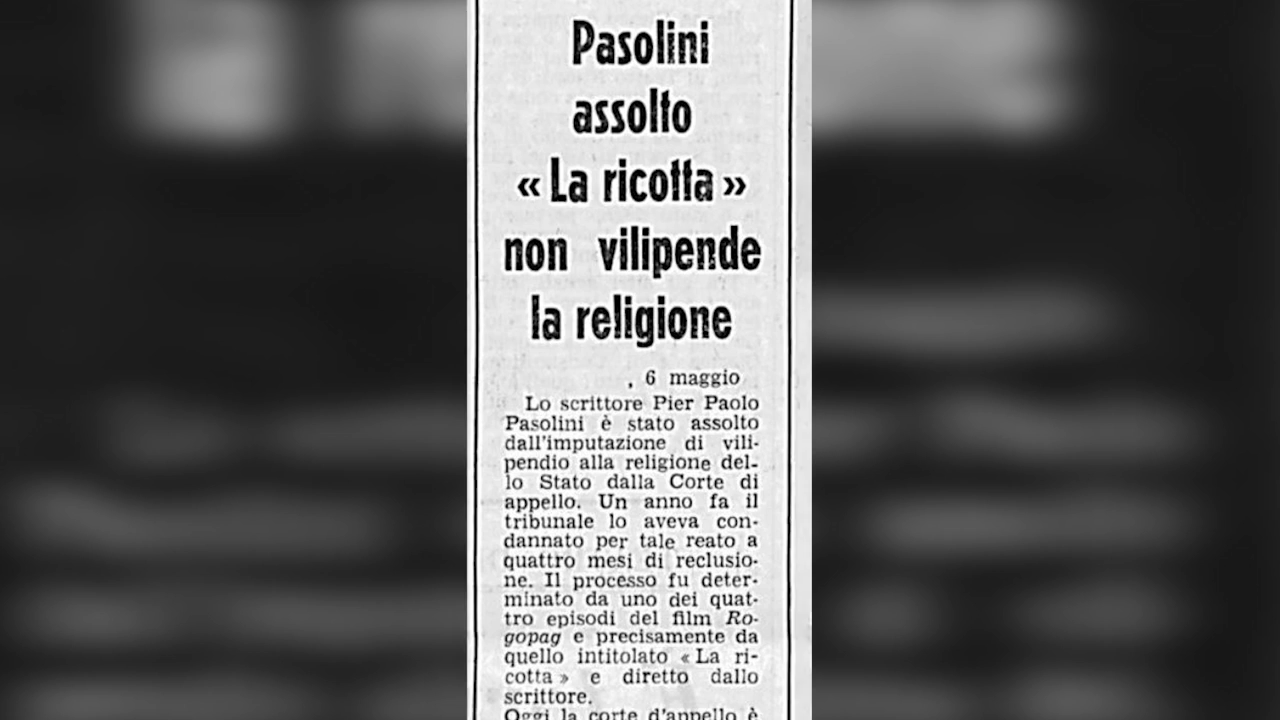 Pasolini
assolto
« La ricotta »
non vilipende
la religione
, 6 maggio
Lo scrittore Pier Paolo
Pasolini è stato assolto
dall'imputazione di vili-
pendio alla religione del-
lo Stato dalla Corte di
appello. Un anno fa il
tribunale lo aveva con-
dannato per tale reato a
quattro mesi di reclusio-
ne. Il processo fu deter-
minato da uno dei quat-
tro episodi del film Ro-
gopag e precisamente da
quello intitolato « La ri-
cotta » e diretto dallo
scrittore.
Oggi la corte d'appello è